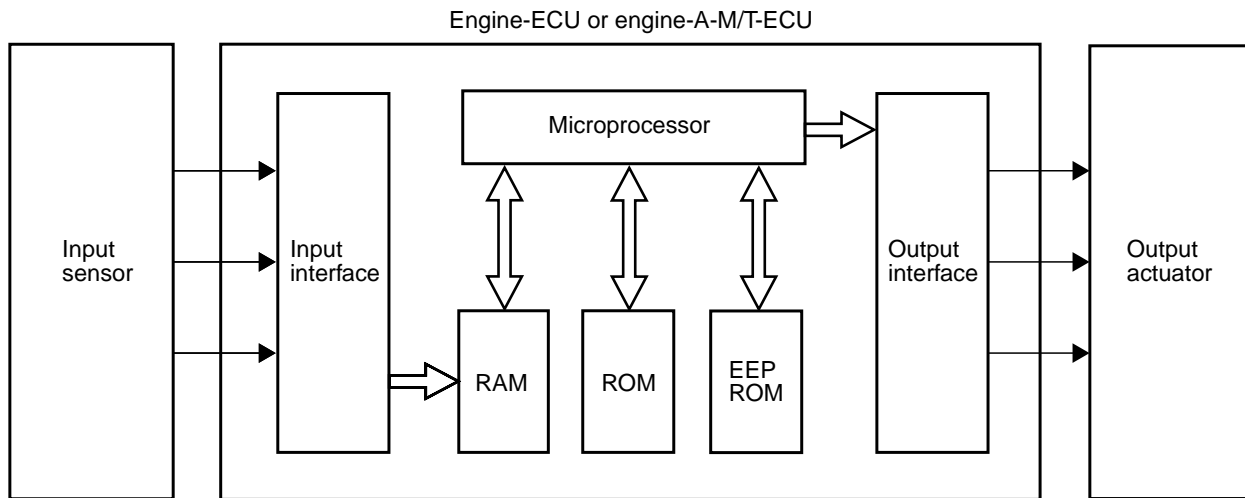 Engine-ECU or engine-A-M/T-ECU
Input
sensor
Input
interface
Microprocessor
RAM
ROM
EEP
ROM
Output
interface
Output
actuator